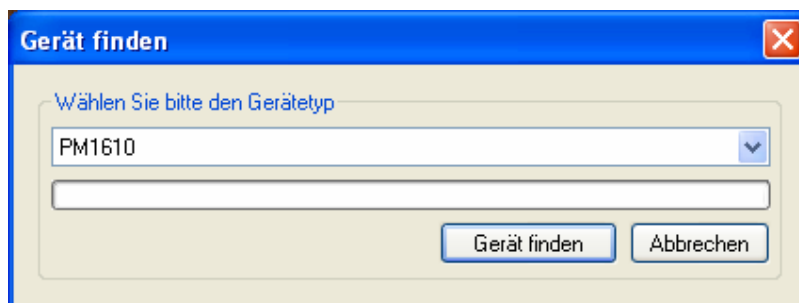 Gerät finden
Wählen Sie bitte den Gerätetyp
PM1610
Gerät finden Abbrechen